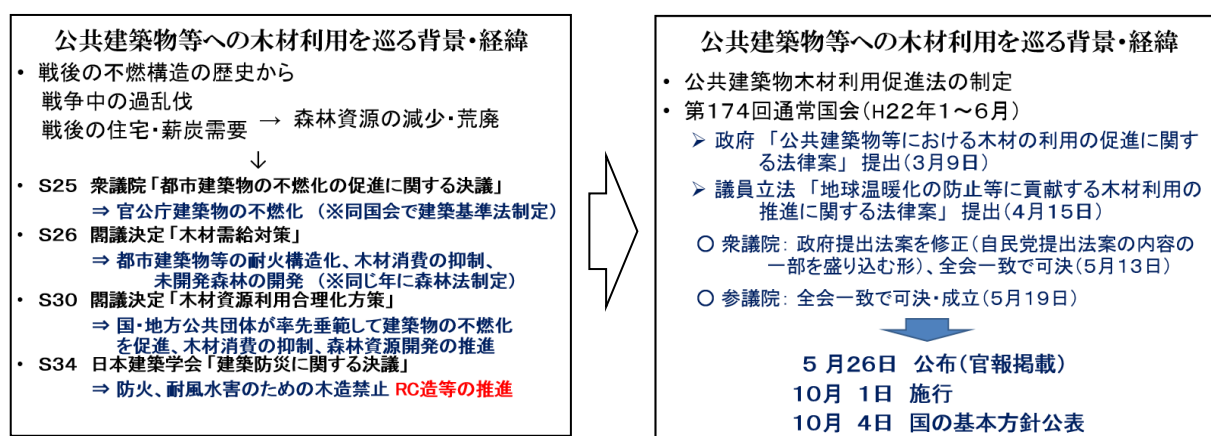 公共建築物等への木材利用を巡る背景・経緯
• 戦後の不燃構造の歴史から
戦争中の過乱伐
戦後の住宅・薪炭需要 → 森林資源の減少・荒廃
↓
• S25 衆議院「都市建築物の不燃化の促進に関する決議」
⇒ 官公庁建築物の不燃化 (※同国会で建築基準法制定)
• S26 閣議決定「木材需給対策」
⇒ 都市建築物等の耐火構造化、木材消費の抑制、
未開発森林の開発 (※同じ年に森林法制定)
• S30 閣議決定「木材資源利用合理化方策」
⇒ 国・地方公共団体が率先垂範して建築物の不燃化
を促進、木材消費の抑制、森林資源開発の推進
• S34 日本建築学会「建築防災に関する決議」
⇒ 防火、耐風水害のための木造禁止 RC造等の推進
公共建築物等への木材利用を巡る背景・経緯
• 公共建築物木材利用促進法の制定
• 第174回通常国会(H22年1~6月)
➢ 政府 「公共建築物等における木材の利用の促進に関す
る法律案」 提出(3月9日)
➢ 議員立法 「地球温暖化の防止等に貢献する木材利用の
推進に関する法律案」 提出(4月15日)
○ 衆議院: 政府提出法案を修正(自民党提出法案の内容の
一部を盛り込む形)、全会一致で可決(5月13日)
○ 参議院: 全会一致で可決・成立(5月19日)
5 月26日 公布(官報掲載)
10月 1日 施行
10月 4日 国の基本方針公表